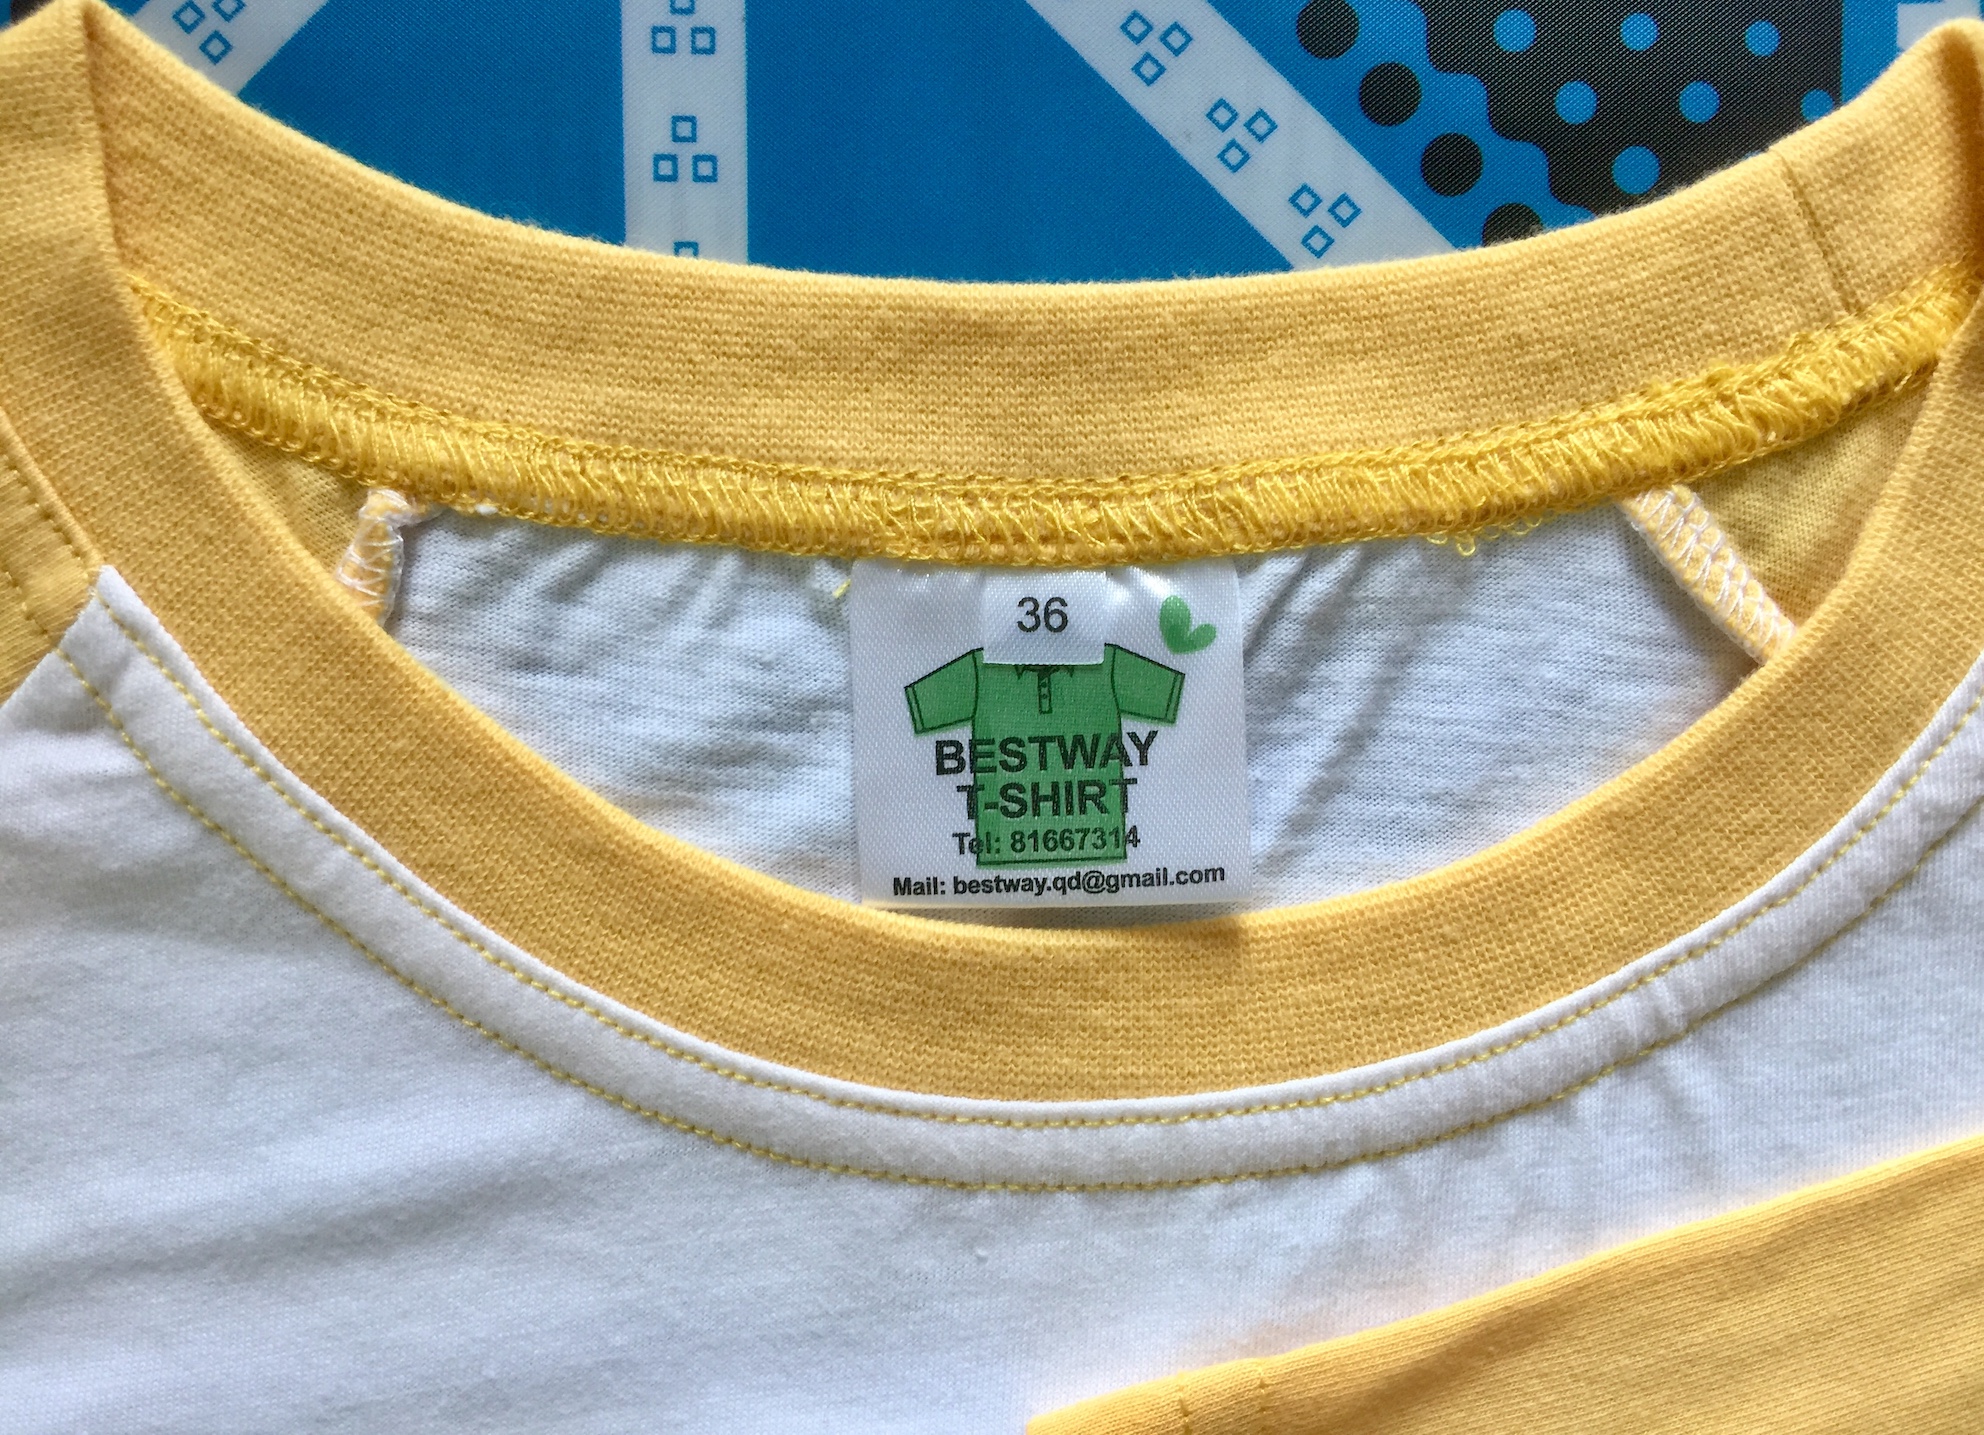 36
BESTWAY
T-SHIRT
Tel: 81667314
Mail: bestway.qd@gmail.com